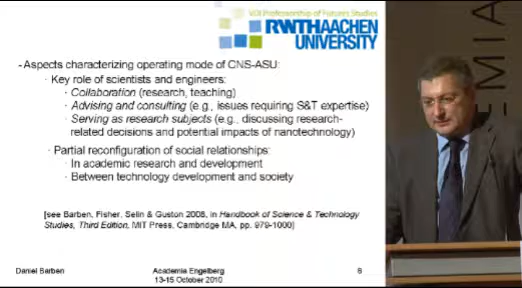 VDI Professorship of Futures Studies
RWTHAACHEN
UNIVERSITY
- Aspects characterizing operating mode of CNS-ASU:
· Key role of scientists and engineers:
· Collaboration (research, teaching)
· Advising and consulting (e.g., issues requiring S&T expertise)
· Serving as research subjects (e.g., discussing research-
related decisions and potential impacts of nanotechnology)
· Partial reconfiguration of social relationships:
· In academic research and development
· Between technology development and society
[see Barben, Fisher, Selin & Guston 2008, in Handbook of Science & Technology
Studies, Third Edition, MIT Press, Cambridge MA, pp. 979-1000]
Daniel Barben
Academia Engelberg
13-15 October 2010
6
EMIA